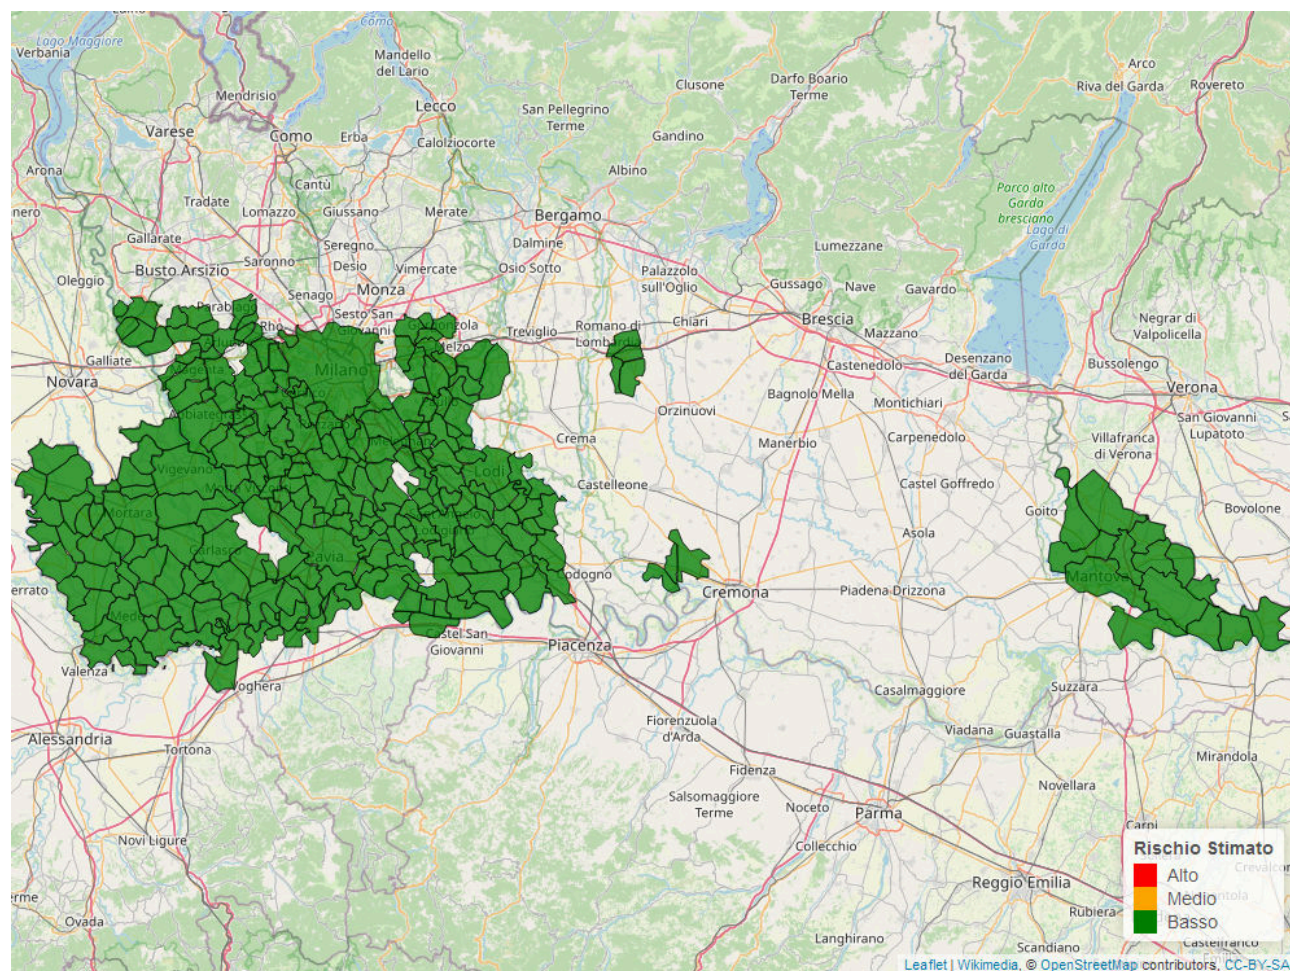 Lago Maggiore
Verbania
Como
Mandello
del Lario
Clusone
Darfo Boario
Terme
Arco
Riva del Garda
Rovereto
Mendrisio
Lecco
San Pellegrino
Terme
Varese
Como
Erba
Calolziocorte
Gandino
Arona
Albino
Cantù
Parco alto
Garda
bresciano
Lago di
Garda
Tradate
Lomazzo
Giussano
Merate
Bergamo
Gallarate
Seregno
Dalmine
Lumezzane
Busto Arsizio
Saronno
Desio
Vimercate
Osio Sotto
Palazzolo
sull'Oglio
Oleggio
Senago
Monza
Gussago
Nave
Gavardo
Sesto San
Giovanni
Rho
Treviglio
Romano di
Lombardia
Chiari
Brescia
Mazzano
Negrar di
Valpolicella
Melzo
Galliate
Magenta
Milano
Castenedolo
Desenzano
del Garda
Bussolengo
Novara
Verona
Bagnolo Mella
Montichiari
Orzinuovi
San Giovanni
Lupatoto
Crema
Manerbio
Carpenedolo
Villafranca
di Verona
Vigevano
Lodi
Castelleone
Castel Goffredo
Mortara
Goito
Bovolone
Asola
Garlasco
Pavia
Codogno
Cremona
Piadena Drizzona
Mantova
Mede
Castel San
Giovanni
Piacenza
Valenza
Voghera
Casalmaggiore
Suzzara
Fiorenzuola
d'Arda
Viadana
Guastalla
Alessandria
Tortona
Mirandola
Fidenza
Novellara
Salsomaggiore
Terme
Noceto
Parma
Carpi
Novi Ligure
Collecchio
Rischio Stimato
Alto
Medio
Basso
Reggio Emilia
Rubiera
Ovada
Langhirano
Scandiano
Castelfranco
Leaflet | Wikimedia, © OpenStreetMap contributors, CC-BY-SA